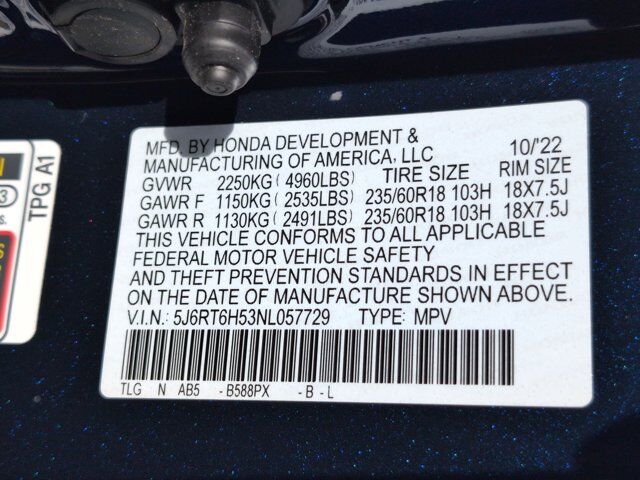 MFD. BY HONDA DEVELOPMENT &
MANUFACTURING OF AMERICA, LLC 10/'22
GVWR 2250KG (4960LBS) TIRE SIZE RIM SIZE
GAWR F 1150KG (2535LBS) 235/60R18 103H 18X7.5J
GAWR R 1130KG (2491LBS) 235/60R18 103H 18X7.5J
THIS VEHICLE CONFORMS TO ALL APPLICABLE
FEDERAL MOTOR VEHICLE SAFETY
AND THEFT PREVENTION STANDARDS IN EFFECT
ON THE DATE OF MANUFACTURE SHOWN ABOVE.
V.I.N.: 5J6RT6H53NL057729 TYPE: MPV
TLG N AB5 -B588PX -B-L
TPG A1